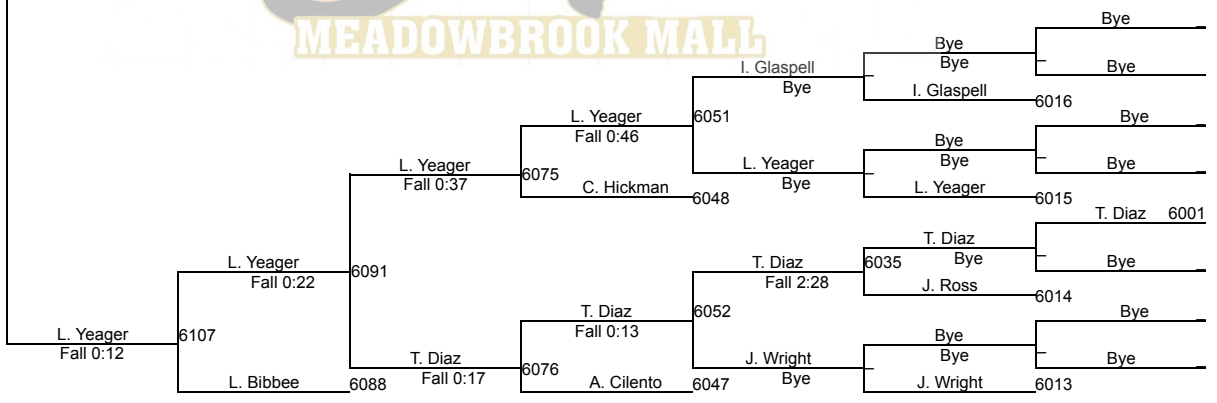 MEADOWBROOK MALL
Bye
Bye
Bye
Bye
I. Glaspell
Bye
I. Glaspell
6016
L. Yeager
Fall 0:46
6051
Bye
Bye
Bye
Bye
L. Yeager
Fall 0:37
6075
L. Yeager
Bye
C. Hickman
6048
L. Yeager
6015
T. Diaz 6001
T. Diaz
Bye
Bye
L. Yeager
Fall 0:22
6091
T. Diaz
Fall 2:28
6035
J. Ross
6014
T. Diaz
Fall 0:13
6052
Bye
Bye
Bye
Bye
L. Yeager
Fall 0:12
6107
T. Diaz
Fall 0:17
6076
J. Wright
Bye
L. Bibbee
6088
A. Cilento
6047
J. Wright
6013